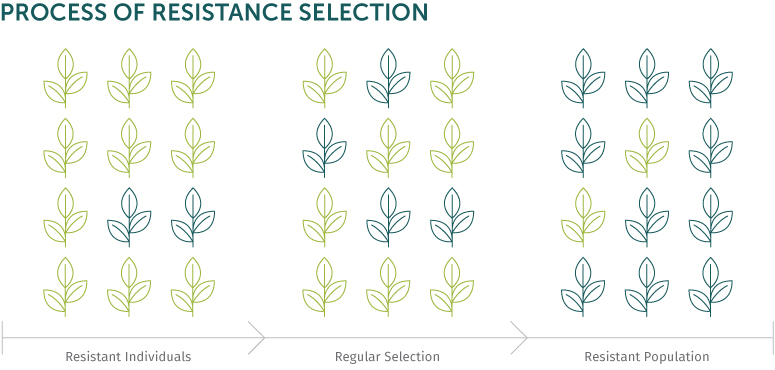 PROCESS OF RESISTANCE SELECTION
Resistant Individuals
Regular Selection
Resistant Population